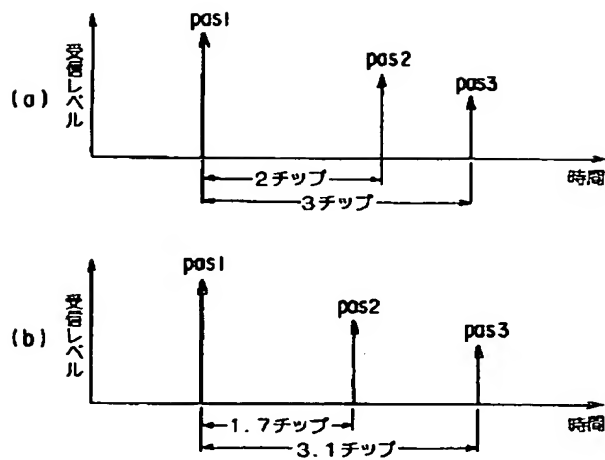 (a)
受信レベル
pas1
pas2
pas3
2チップ
3チップ
時間
(b)
受信レベル
pas1
pas2
pas3
1.7チップ
3.1チップ
時間